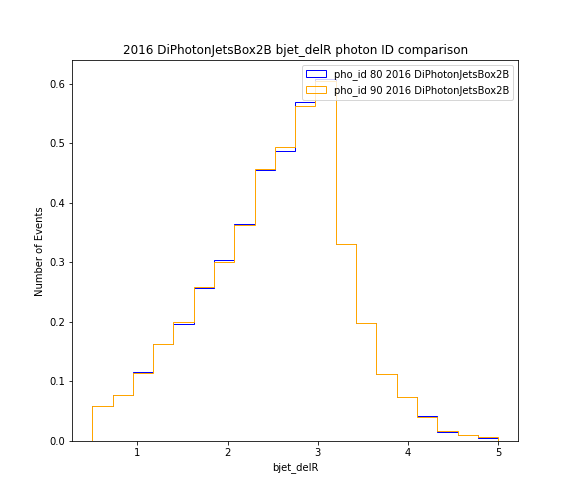 2016 DiPhotonJetsBox2B bjet_delR photon ID comparison
pho_id 80 2016 DiPhotonJetsBox2B
pho_id 90 2016 DiPhotonJetsBox2B
Number of Events
0.6
0.5
0.4
0.3
0.2
0.1
0.0
1 2 3 4 5
bjet_delR